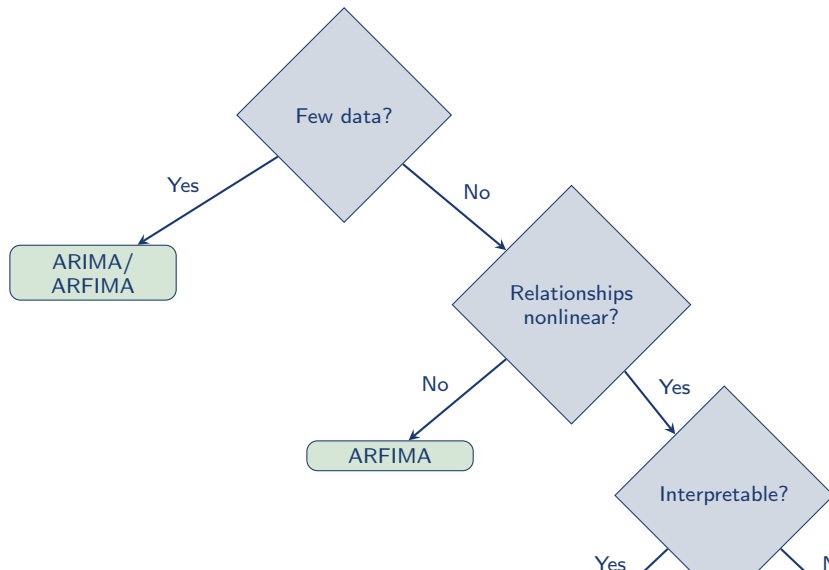 Few data?
Yes
No
ARIMA/
ARFIMA
Relationships
nonlinear?
No
Yes
ARFIMA
Interpretable?
Yes